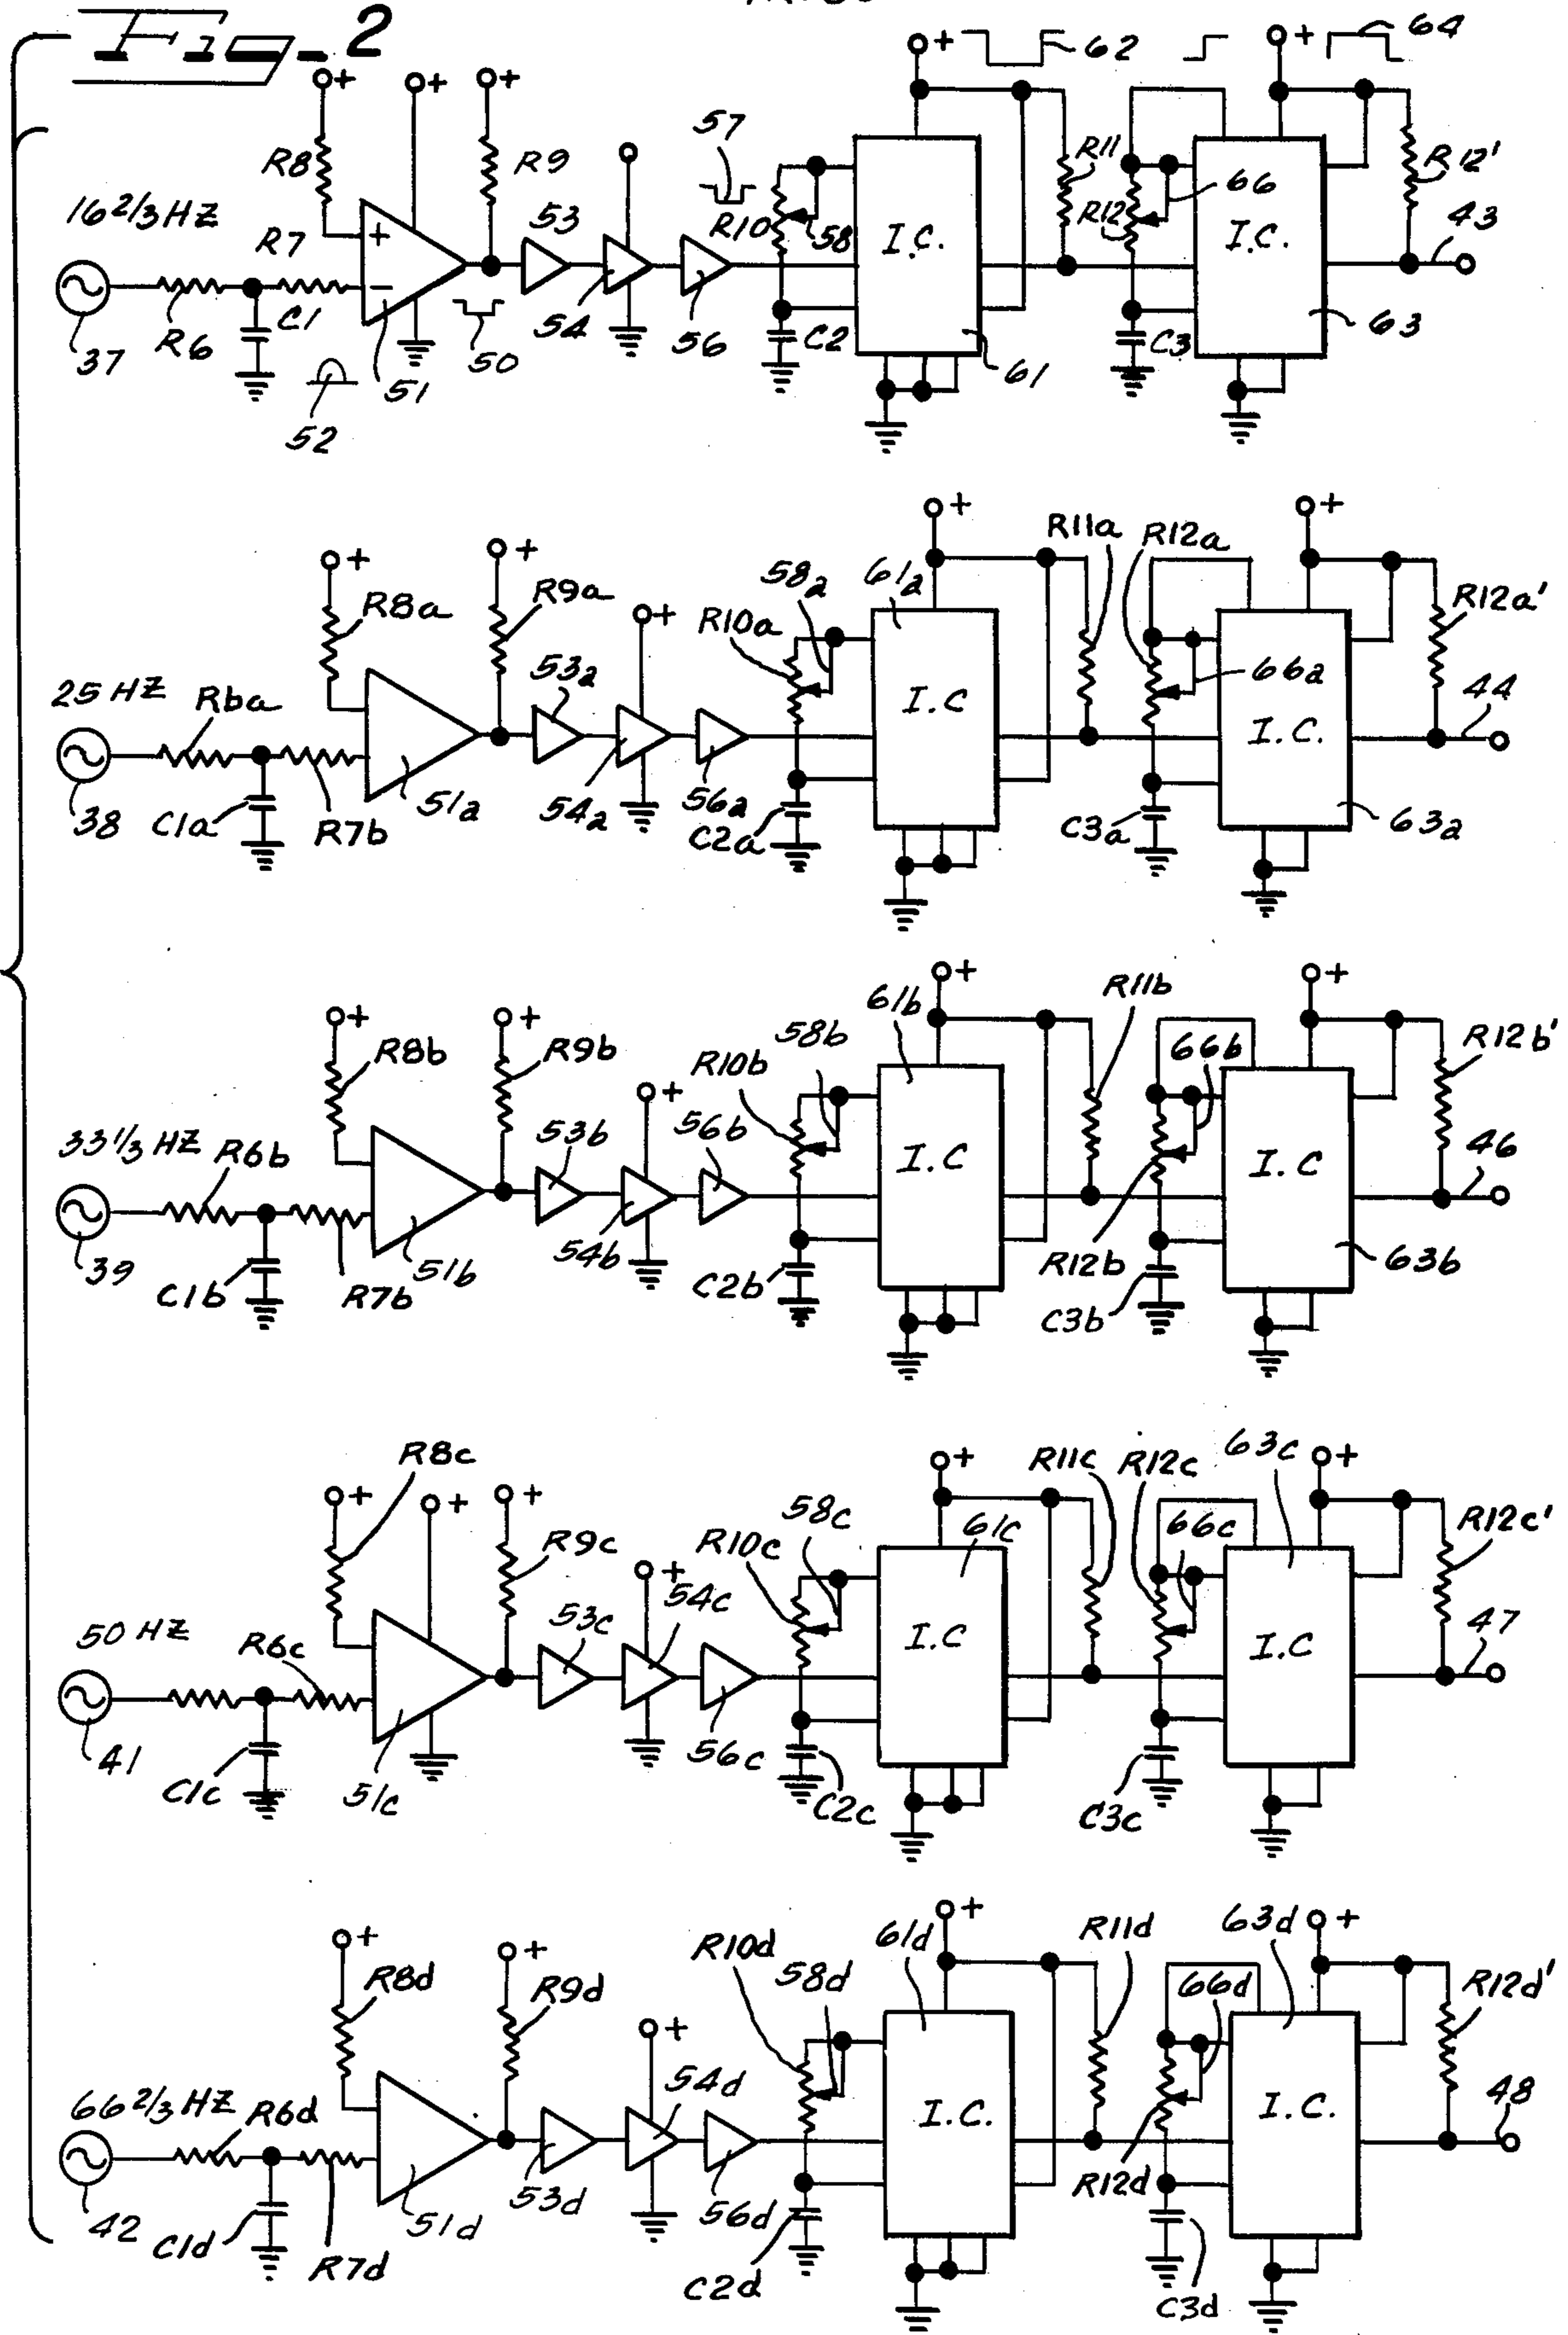 Fig-2
+ + + + 62 + 64
57
R8 R9 R11 R12'
16 2/3 HZ R7 53 R10 58 I.C. R12 66 I.C. 43
+
-
37 R6 C1 52 51 50 54 56 C2 61 C3 63
+ + + +
R11a R12a
R8a R9a + R10a 58a 61a R12a'
25 HZ R6a 53a I.C 66a I.C. 44
38 C1a R7b 51a 54a 56a C2a C3a 63a
+ + + +
R8b R9b + R10b 58b 61b R11b 66b R12b'
33 1/3 HZ R6b 53b 56b I.C I.C 46
39 C1b R7b 51b 54b C2b R12b C3b 63b
R8c + R11c R12c 63c +
+ + + R9c R10c 58c 61c 66c R12c'
50 HZ R6c 53c + 54c I.C I.C 47
41 C1c 51c 56c C2c C3c
+ + R10d 58d 61d + R11d 63d +
R8d R9d + 66d R12d'
66 2/3 HZ R6d 54d I.C. I.C. 48
42 C1d R7d 51d 53d 56d C2d R12d C3d